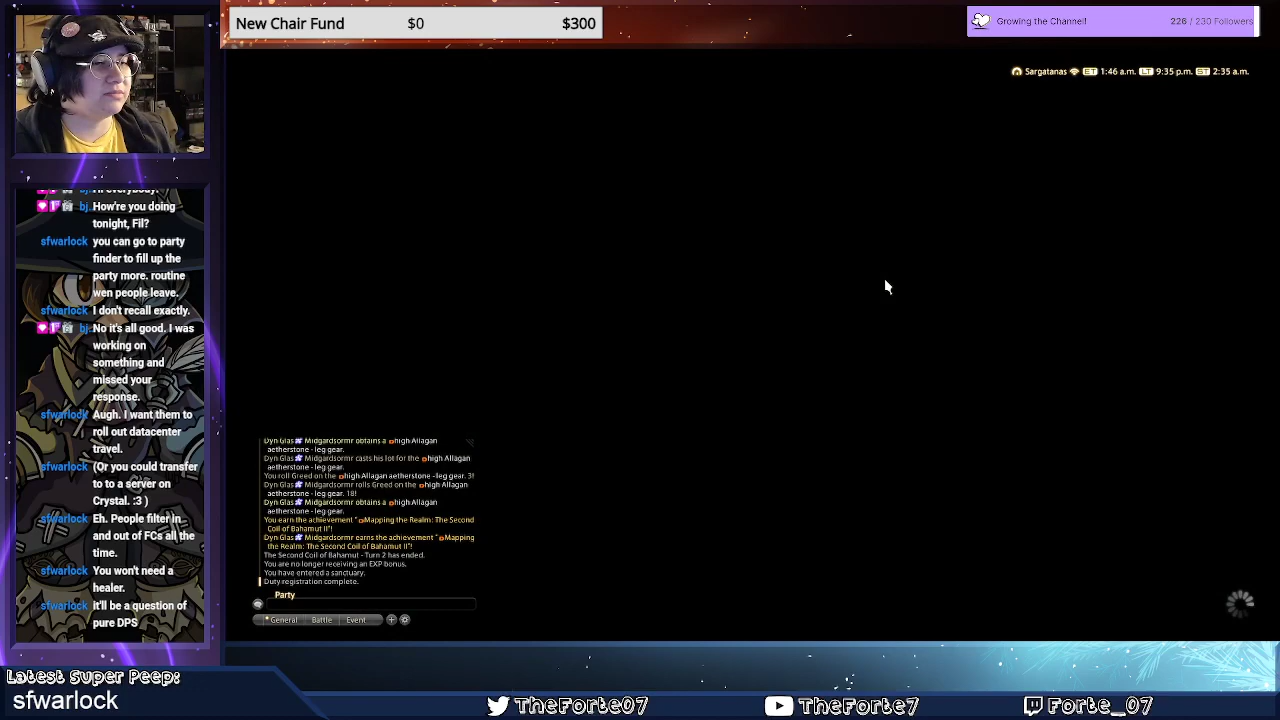 New Chair Fund $0 $300
Growing the Channel! 226 / 230 Followers
Sargatanas ET 1:46 a.m. LT 9:35 p.m. ST 2:35 a.m.
bj. Hi everybody!
bj. How're you doing
tonight, Fil?
sfwarlock you can go to party
finder to fill up the
party more. routine
wen people leave.
sfwarlock I don't recall exactly.
bj. No it's all good. I was
working on
something and
missed your
response.
sfwarlock Augh. I want them to
roll out datacenter
travel.
sfwarlock (Or you could transfer
to to a server on
Crystal. :3 )
sfwarlock Eh. People filter in
and out of FCs all the
time.
sfwarlock You won't need a
healer.
sfwarlock it'll be a question of
pure DPS
Dyn Glas Midgardsormr obtains a high Allagan
aetherstone - leg gear.
Dyn Glas Midgardsormr casts his lot for the high Allagan
aetherstone - leg gear.
You roll Greed on the high Allagan aetherstone - leg gear. 3!
Dyn Glas Midgardsormr rolls Greed on the high Allagan
aetherstone - leg gear. 18!
Dyn Glas Midgardsormr obtains a high Allagan
aetherstone - leg gear.
You earn the achievement "Mapping the Realm: The Second
Coil of Bahamut II"!
Dyn Glas Midgardsormr earns the achievement "Mapping
the Realm: The Second Coil of Bahamut II"!
The Second Coil of Bahamut - Turn 2 has ended.
You are no longer receiving an EXP bonus.
You have entered a sanctuary.
Duty registration complete.
Party
General Battle Event
Latest Super Peep:
sfwarlock
TheForte07 TheForte7 Forte_07